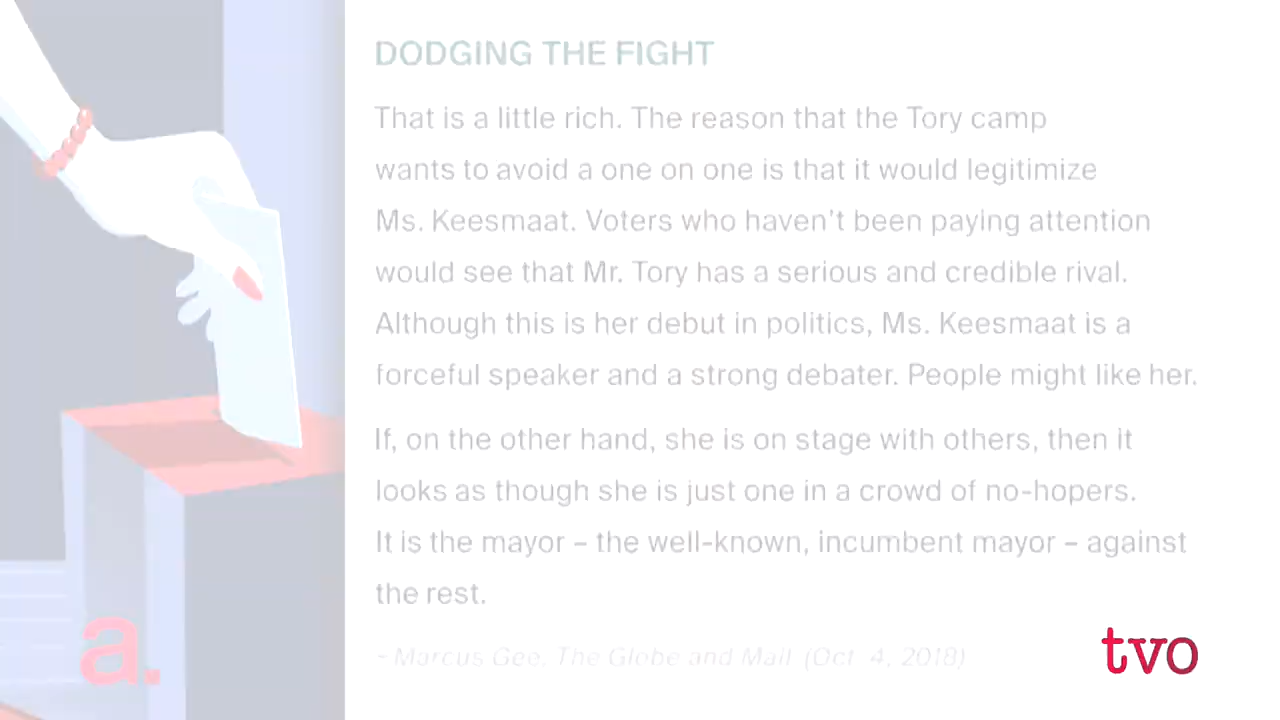 DODGING THE FIGHT
That is a little rich. The reason that the Tory camp
wants to avoid a one on one is that it would legitimize
Ms. Keesmaat. Voters who haven't been paying attention
would see that Mr. Tory has a serious and credible rival.
Although this is her debut in politics, Ms. Keesmaat is a
forceful speaker and a strong debater. People might like her.
If, on the other hand, she is on stage with others, then it
looks as though she is just one in a crowd of no-hopers.
It is the mayor – the well-known, incumbent mayor – against
the rest.
– Marcus Gee, The Globe and Mail (Oct. 4, 2018)
a.
tvo